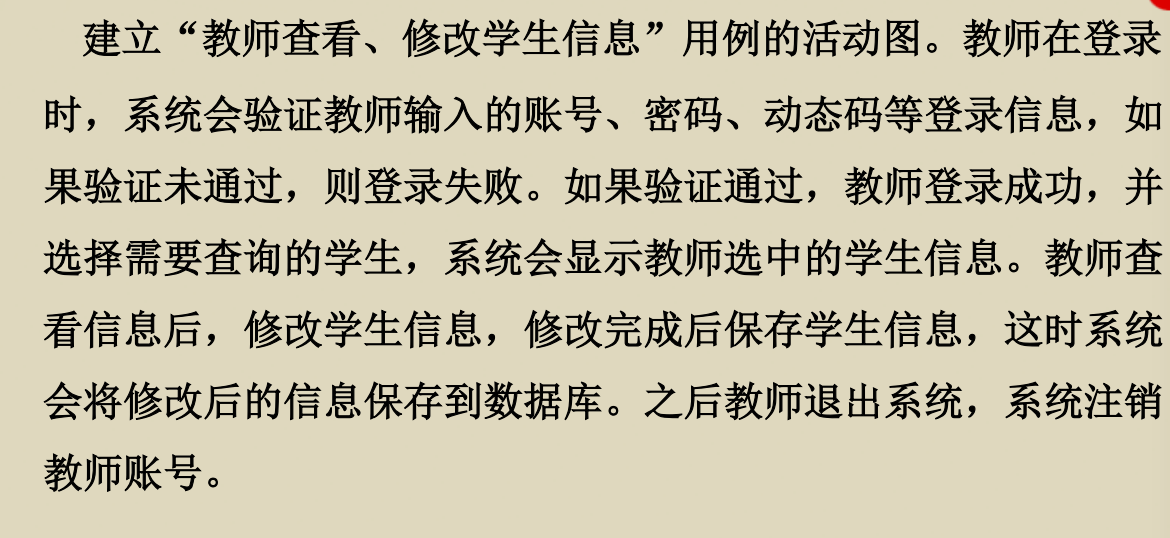 建立“教师查看、修改学生信息”用例的活动图。教师在登录
时，系统会验证教师输入的账号、密码、动态码等登录信息，如
果验证未通过，则登录失败。如果验证通过，教师登录成功，并
选择需要查询的学生，系统会显示教师选中的学生信息。教师查
看信息后，修改学生信息，修改完成后保存学生信息，这时系统
会将修改后的信息保存到数据库。之后教师退出系统，系统注销
教师账号。